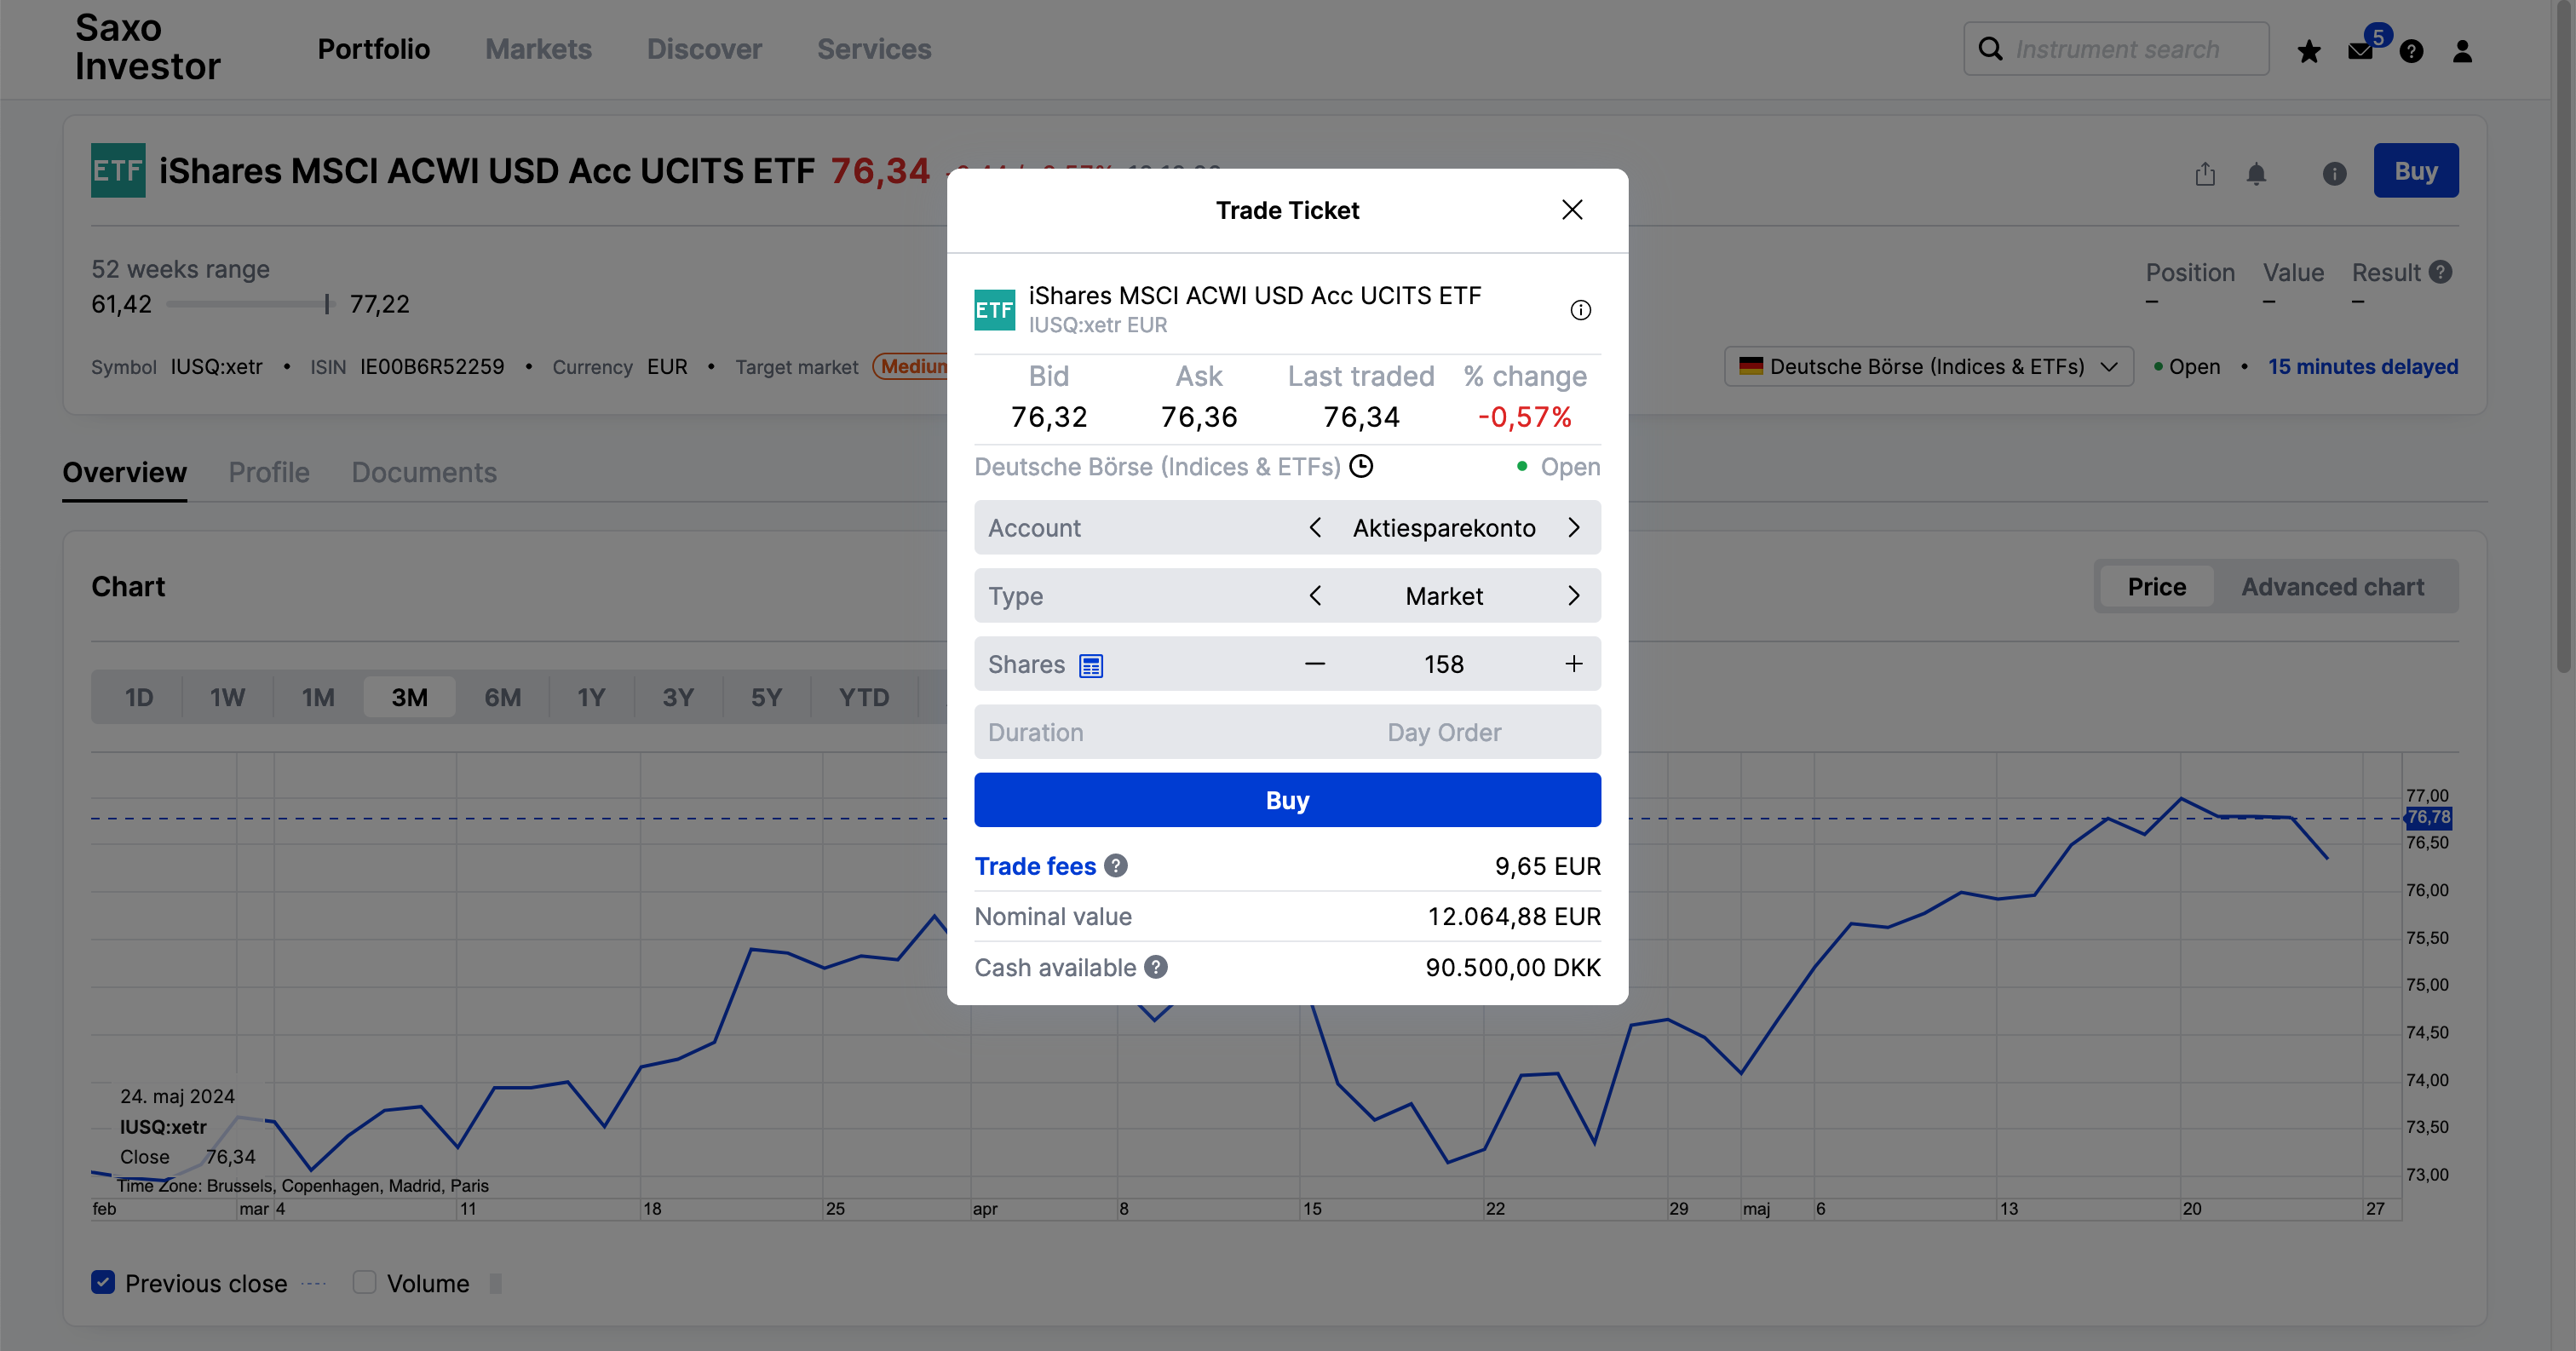 Saxo
Investor
Portfolio
Markets
Discover
Services
Instrument search
5
ETF iShares MSCI ACWI USD Acc UCITS ETF 76,34
Buy
52 weeks range
61,42 77,22
Position Value Result
– – –
Symbol IUSQ:xetr • ISIN IE00B6R52259 • Currency EUR • Target market
Deutsche Börse (Indices & ETFs) Open • 15 minutes delayed
Trade Ticket
ETF iShares MSCI ACWI USD Acc UCITS ETF
IUSQ:xetr EUR
Bid Ask Last traded % change
76,32 76,36 76,34 -0,57%
Deutsche Börse (Indices & ETFs) Open
Account Aktiesparekonto
Type Market
Shares 158
Duration Day Order
Buy
Trade fees 9,65 EUR
Nominal value 12.064,88 EUR
Cash available 90.500,00 DKK
Overview Profile Documents
Chart
Price Advanced chart
1D 1W 1M 3M 6M 1Y 3Y 5Y YTD
77,00
76,78
76,50
76,00
75,50
75,00
74,50
74,00
73,50
73,00
24. maj 2024
IUSQ:xetr
Close 76,34
Time Zone: Brussels, Copenhagen, Madrid, Paris
feb mar 4 11 18 25 apr 8 15 22 29 maj 6 13 20 27
Previous close Volume